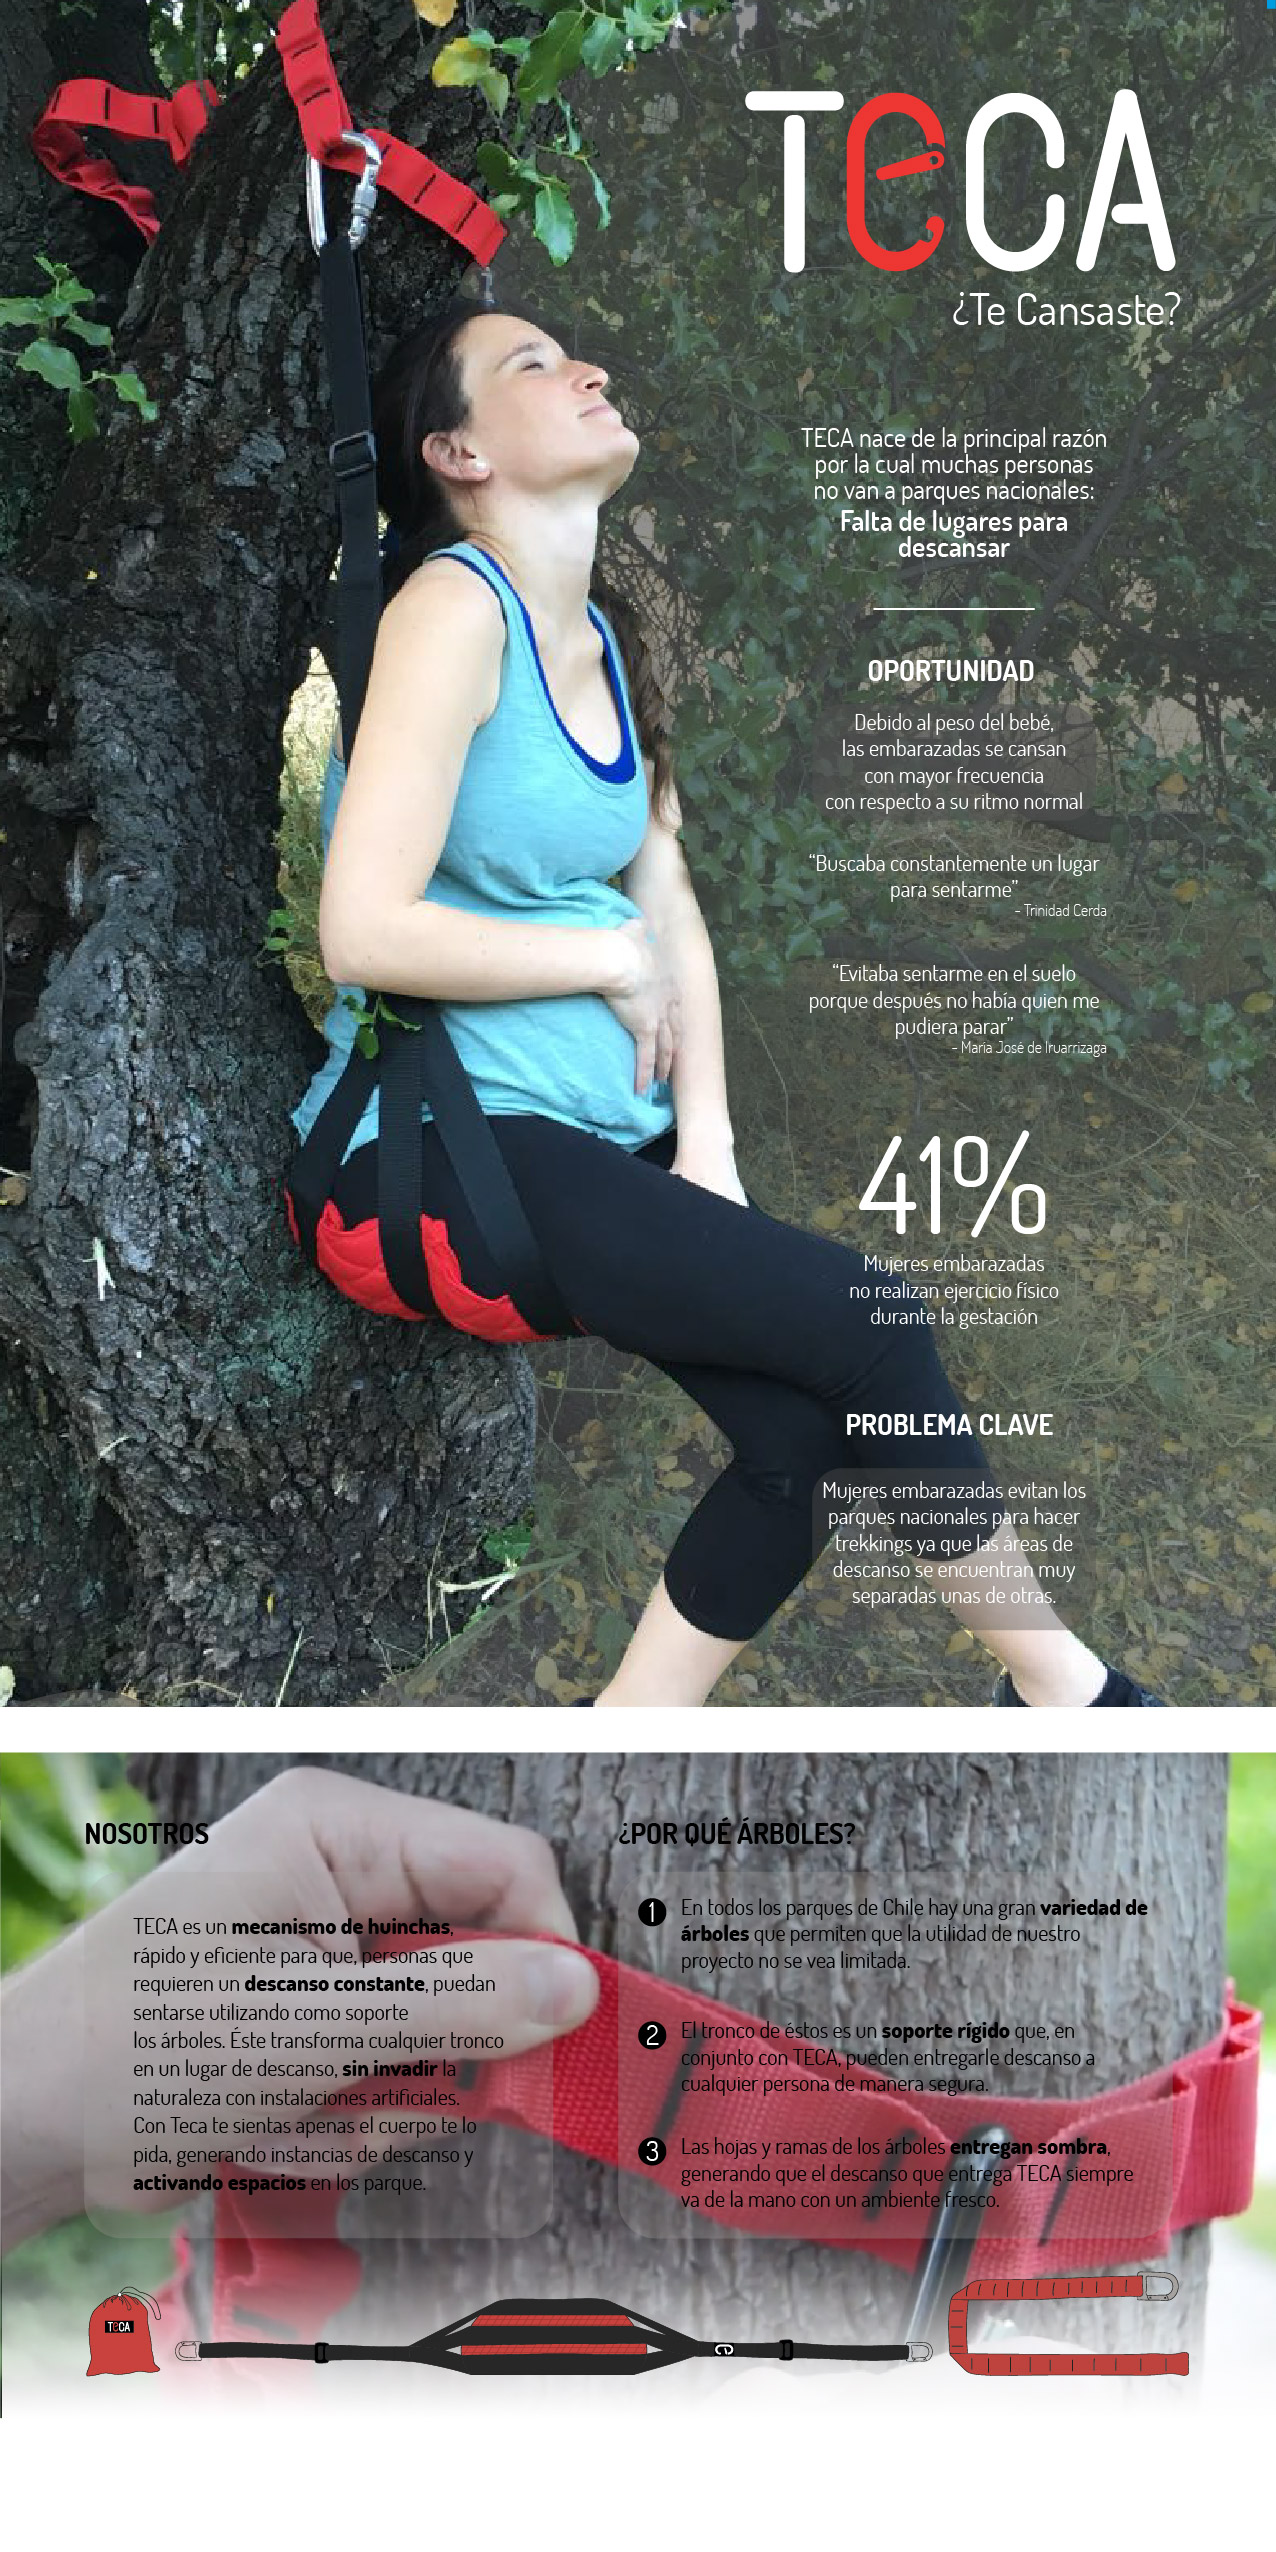 TeCA
¿Te Cansaste?
TECA nace de la principal razón
por la cual muchas personas
no van a parques nacionales:
Falta de lugares para
descansar
OPORTUNIDAD
Debido al peso del bebé,
las embarazadas se cansan
con mayor frecuencia
con respecto a su ritmo normal
“Buscaba constantemente un lugar
para sentarme”
- Trinidad Cerda
“Evitaba sentarme en el suelo
porque después no había quien me
pudiera parar”
- Maria José de Iruarrizaga
41%
Mujeres embarazadas
no realizan ejercicio físico
durante la gestación
PROBLEMA CLAVE
Mujeres embarazadas evitan los
parques nacionales para hacer
trekkings ya que las áreas de
descanso se encuentran muy
separadas unas de otras.
NOSOTROS
TECA es un mecanismo de huinchas,
rápido y eficiente para que, personas que
requieren un descanso constante, puedan
sentarse utilizando como soporte
los árboles. Éste transforma cualquier tronco
en un lugar de descanso, sin invadir la
naturaleza con instalaciones artificiales.
Con Teca te sientas apenas el cuerpo te lo
pida, generando instancias de descanso y
activando espacios en los parque.
¿POR QUÉ ÁRBOLES?
1 En todos los parques de Chile hay una gran variedad de
árboles que permiten que la utilidad de nuestro
proyecto no se vea limitada.
2 El tronco de éstos es un soporte rígido que, en
conjunto con TECA, pueden entregarle descanso a
cualquier persona de manera segura.
3 Las hojas y ramas de los árboles entregan sombra,
generando que el descanso que entrega TECA siempre
va de la mano con un ambiente fresco.
TeCA